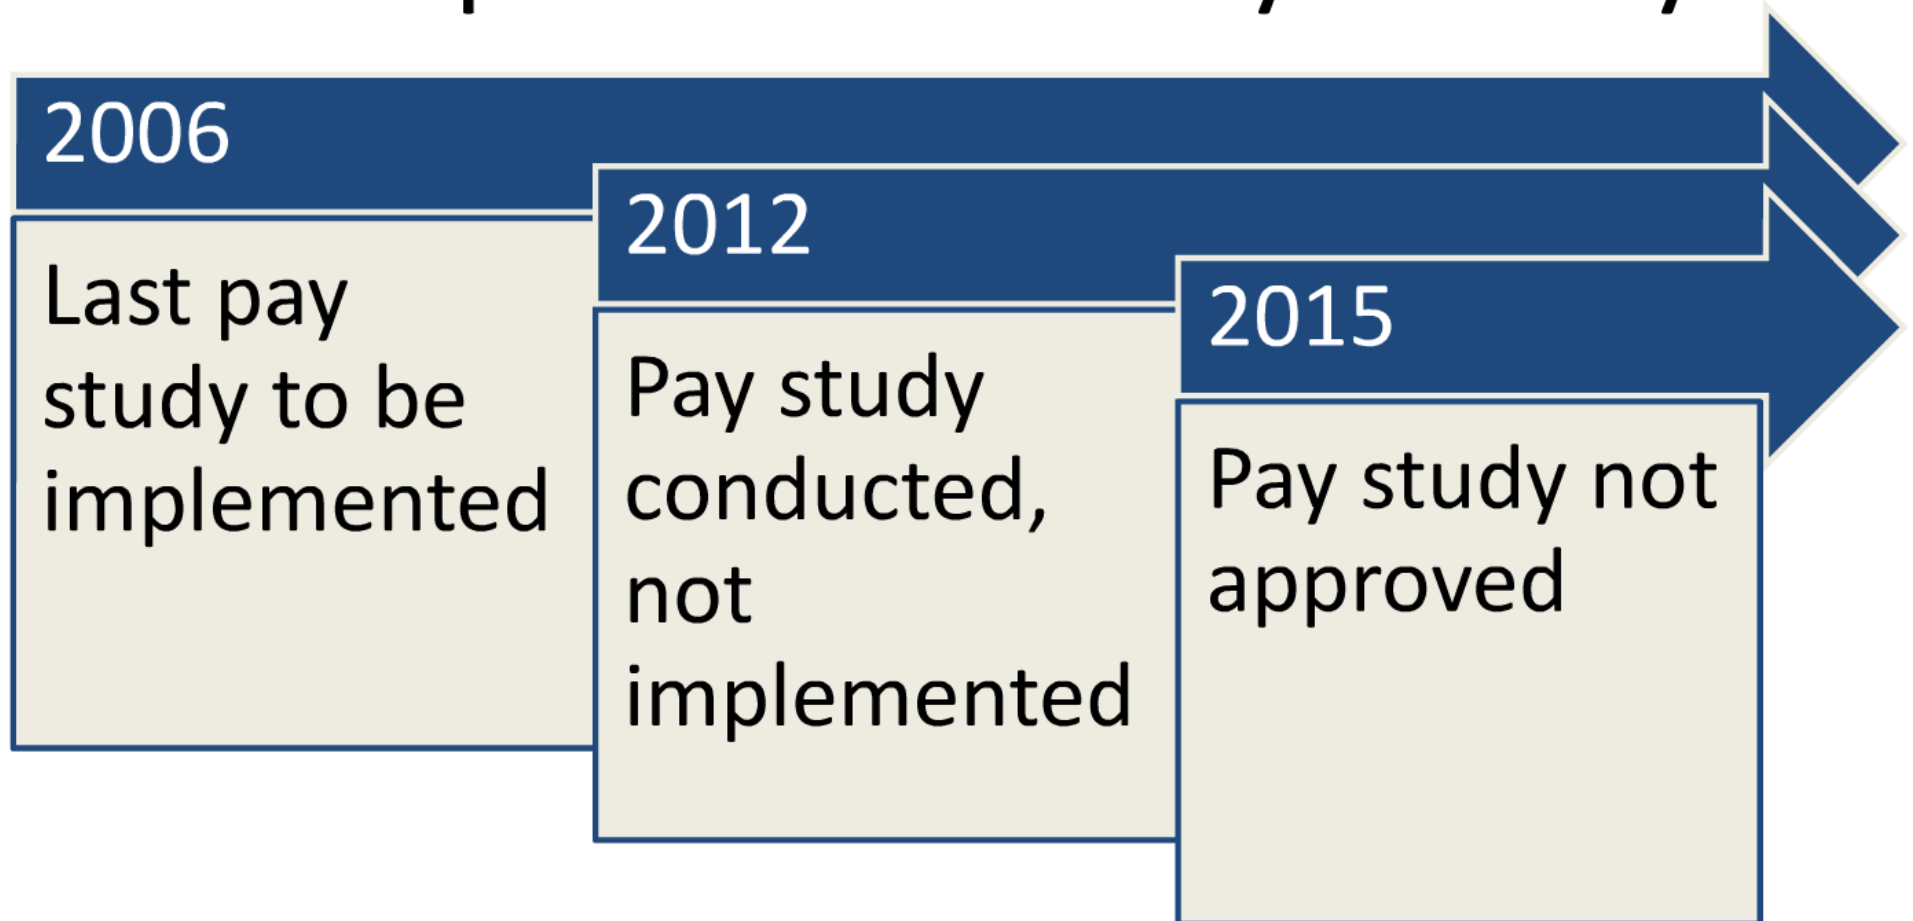 2006
Last pay
study to be
implemented
2012
Pay study
conducted,
not
implemented
2015
Pay study not
approved